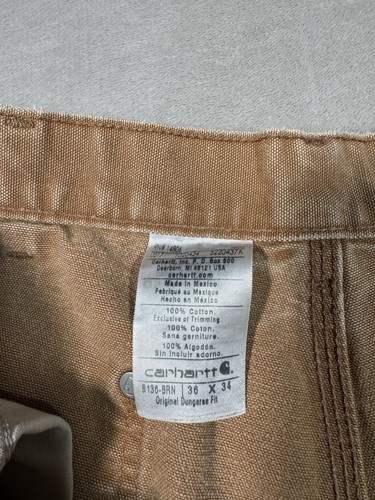 Carhartt, Inc. P.O. Box 600
Dearborn, MI 48121 USA
carhartt.com
Made in Mexico
Fabriqué au Mexique
Hecho en México
100% Cotton
Exclusive of Trimming.
100% Coton.
Sans garniture.
100% Algodón.
Sin incluir adorno.
carhartt
B136-BRN 36 X 34
Original Dungaree Fit